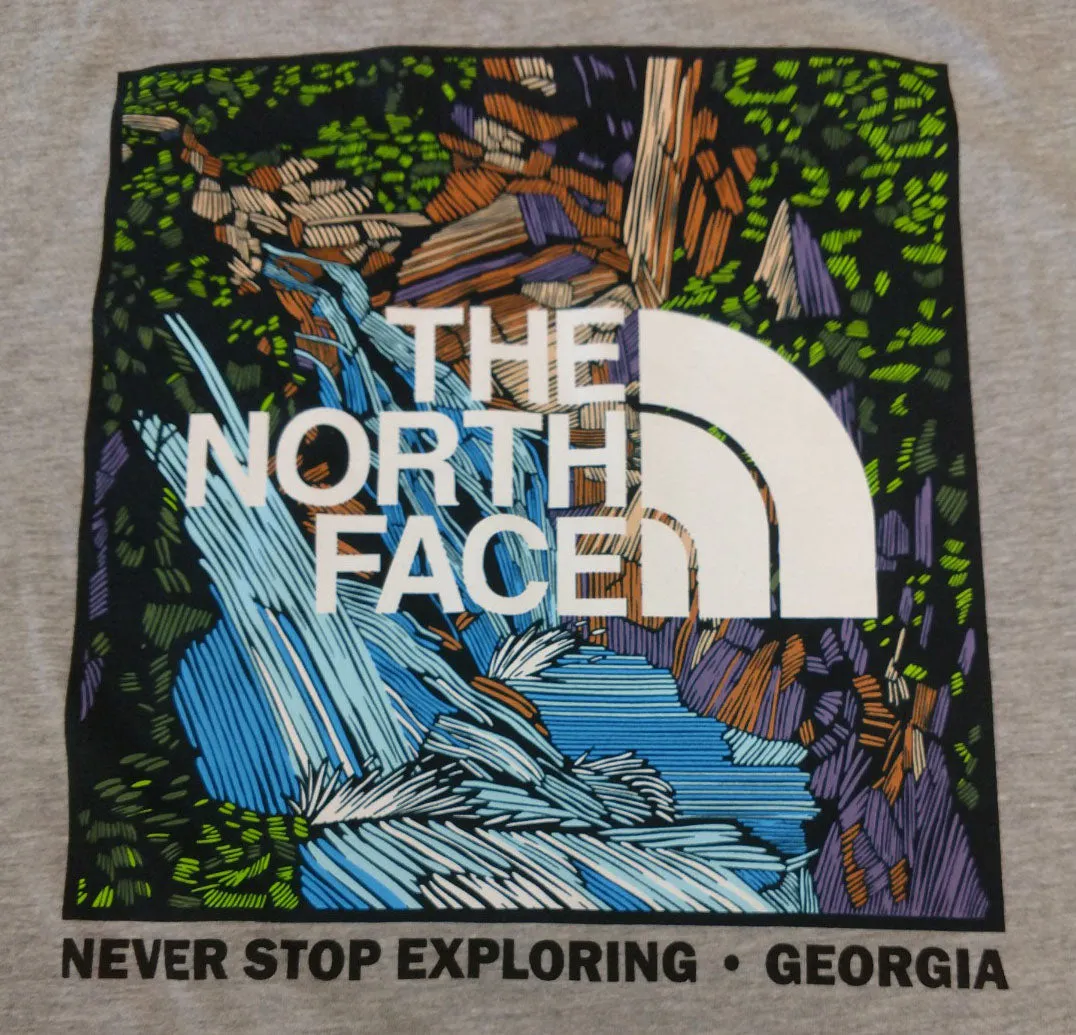 THE
NORTH
FACE
NEVER STOP EXPLORING • GEORGIA